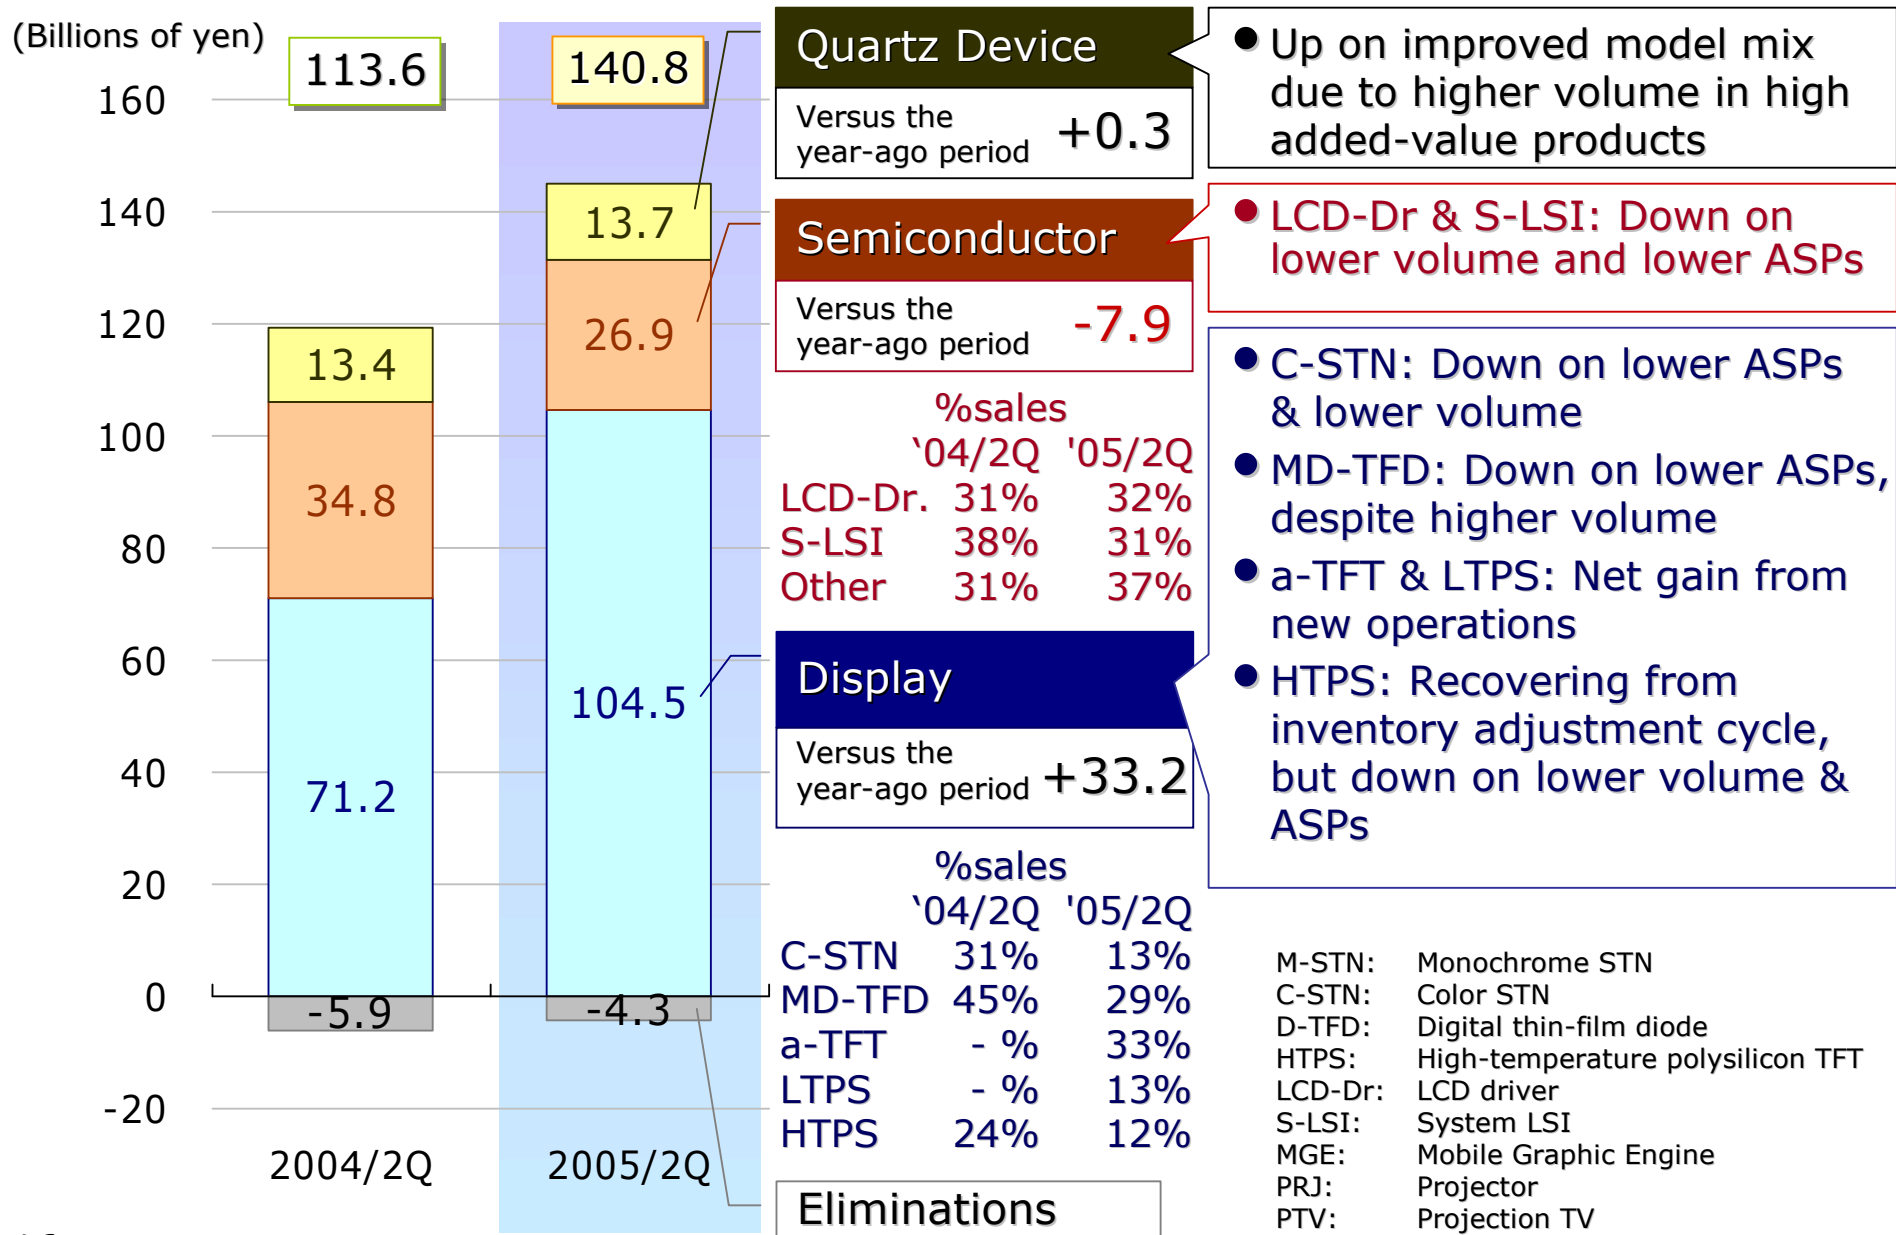 (Billions of yen)
113.6
140.8
160
140
120
100
80
60
40
20
0
-20
13.4
34.8
71.2
-5.9
13.7
26.9
104.5
-4.3
2004/2Q
2005/2Q
Quartz Device
Versus the
year-ago period +0.3
Semiconductor
Versus the
year-ago period -7.9
%sales
‘04/2Q '05/2Q
LCD-Dr. 31% 32%
S-LSI 38% 31%
Other 31% 37%
Display
Versus the
year-ago period +33.2
%sales
‘04/2Q '05/2Q
C-STN 31% 13%
MD-TFD 45% 29%
a-TFT - % 33%
LTPS - % 13%
HTPS 24% 12%
Eliminations
● Up on improved model mix
due to higher volume in high
added-value products
● LCD-Dr & S-LSI: Down on
lower volume and lower ASPs
● C-STN: Down on lower ASPs
& lower volume
● MD-TFD: Down on lower ASPs,
despite higher volume
● a-TFT & LTPS: Net gain from
new operations
● HTPS: Recovering from
inventory adjustment cycle,
but down on lower volume &
ASPs
M-STN: Monochrome STN
C-STN: Color STN
D-TFD: Digital thin-film diode
HTPS: High-temperature polysilicon TFT
LCD-Dr: LCD driver
S-LSI: System LSI
MGE: Mobile Graphic Engine
PRJ: Projector
PTV: Projection TV